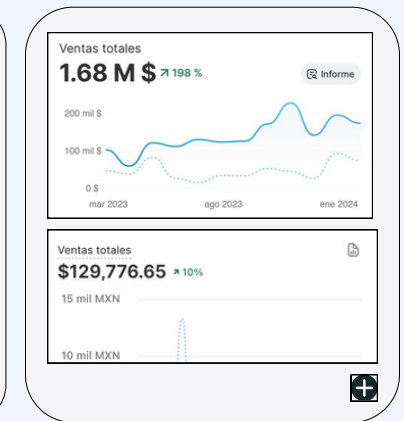 Ventas totales
1.68 M $ 198 %
Informe
200 mil $
100 mil $
0 $
mar 2023 ago 2023 ene 2024
Ventas totales
$129,776.65 10%
15 mil MXN
10 mil MXN